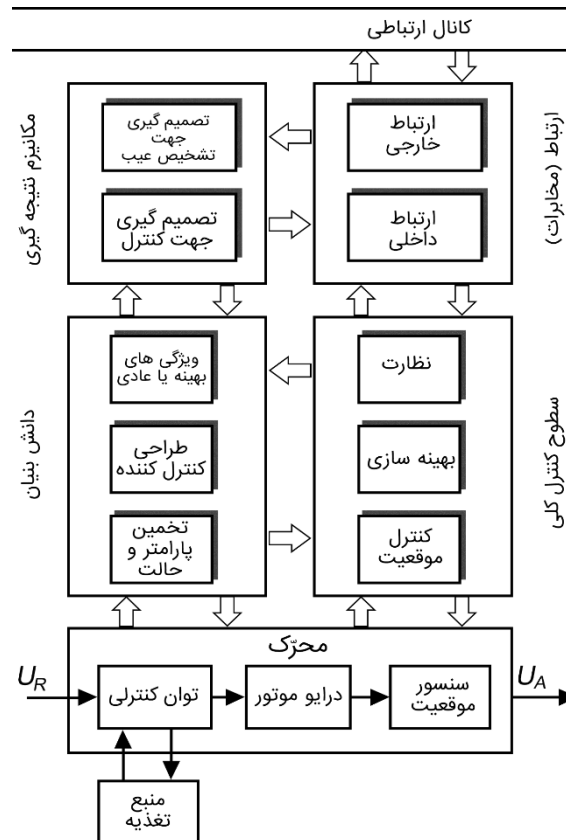 کانال ارتباطی
ارتباط (مخابرات)
ارتباط
خارجی
ارتباط
داخلی
مکانیزم نتیجه گیری
تصمیم گیری
جهت
تشخیص عیب
تصمیم گیری
جهت کنترل
سطوح کنترل کلی
نظارت
بهینه سازی
کنترل
موقعیت
دانش بنیان
ویژگی های
بهینه یا عادی
طراحی
کنترل کننده
تخمین
پارامتر و
حالت
محرّک
U_R
توان کنترلی
درایو موتور
سنسور
موقعیت
U_A
منبع
تغذیه